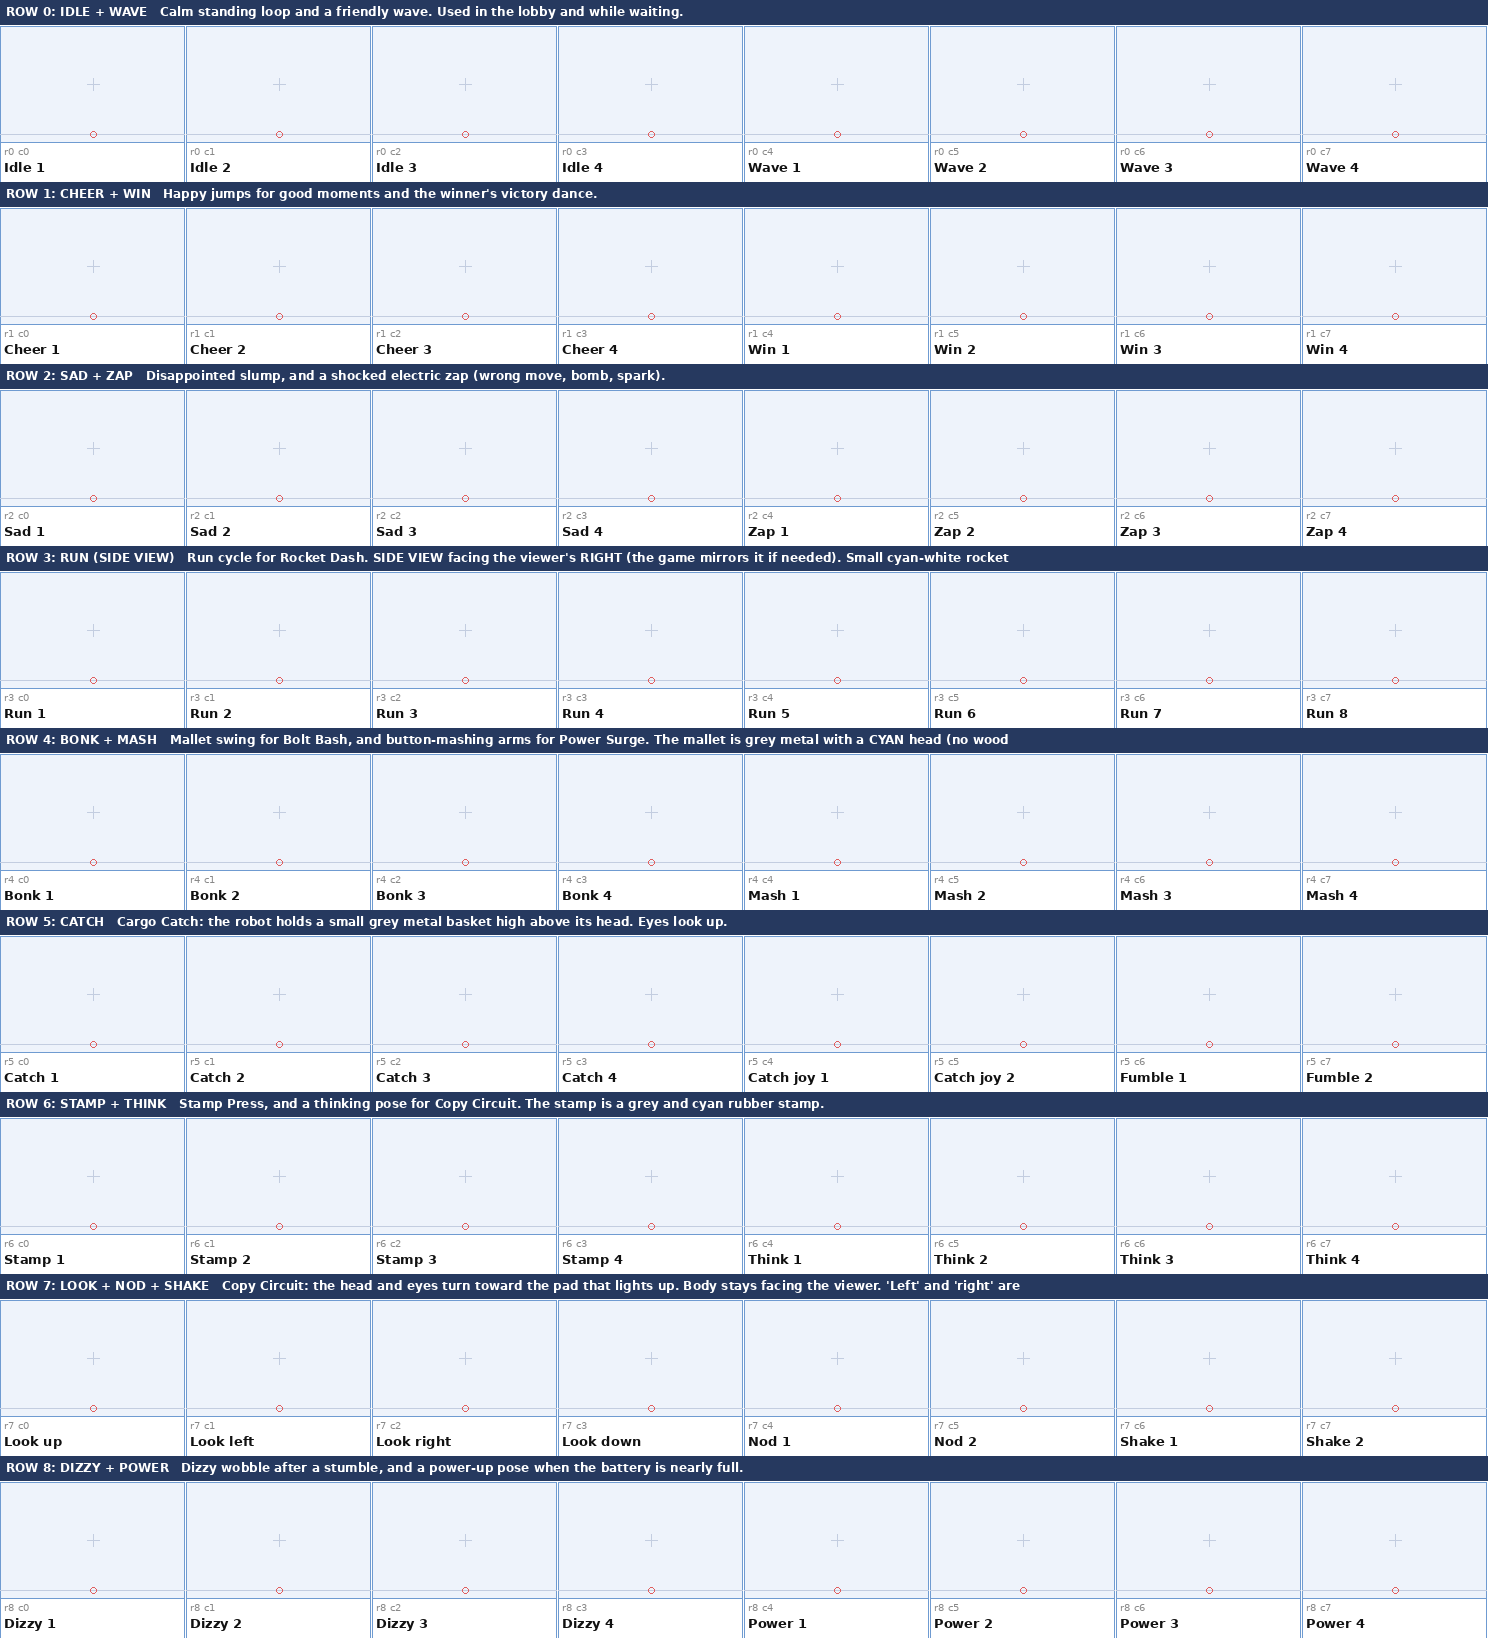 ROW 0: IDLE + WAVE Calm standing loop and a friendly wave. Used in the lobby and while waiting.
r0 c0 r0 c1 r0 c2 r0 c3 r0 c4 r0 c5 r0 c6 r0 c7
Idle 1 Idle 2 Idle 3 Idle 4 Wave 1 Wave 2 Wave 3 Wave 4
ROW 1: CHEER + WIN Happy jumps for good moments and the winner's victory dance.
r1 c0 r1 c1 r1 c2 r1 c3 r1 c4 r1 c5 r1 c6 r1 c7
Cheer 1 Cheer 2 Cheer 3 Cheer 4 Win 1 Win 2 Win 3 Win 4
ROW 2: SAD + ZAP Disappointed slump, and a shocked electric zap (wrong move, bomb, spark).
r2 c0 r2 c1 r2 c2 r2 c3 r2 c4 r2 c5 r2 c6 r2 c7
Sad 1 Sad 2 Sad 3 Sad 4 Zap 1 Zap 2 Zap 3 Zap 4
ROW 3: RUN (SIDE VIEW) Run cycle for Rocket Dash. SIDE VIEW facing the viewer's RIGHT (the game mirrors it if needed). Small cyan-white rocket
r3 c0 r3 c1 r3 c2 r3 c3 r3 c4 r3 c5 r3 c6 r3 c7
Run 1 Run 2 Run 3 Run 4 Run 5 Run 6 Run 7 Run 8
ROW 4: BONK + MASH Mallet swing for Bolt Bash, and button-mashing arms for Power Surge. The mallet is grey metal with a CYAN head (no wood
r4 c0 r4 c1 r4 c2 r4 c3 r4 c4 r4 c5 r4 c6 r4 c7
Bonk 1 Bonk 2 Bonk 3 Bonk 4 Mash 1 Mash 2 Mash 3 Mash 4
ROW 5: CATCH Cargo Catch: the robot holds a small grey metal basket high above its head. Eyes look up.
r5 c0 r5 c1 r5 c2 r5 c3 r5 c4 r5 c5 r5 c6 r5 c7
Catch 1 Catch 2 Catch 3 Catch 4 Catch joy 1 Catch joy 2 Fumble 1 Fumble 2
ROW 6: STAMP + THINK Stamp Press, and a thinking pose for Copy Circuit. The stamp is a grey and cyan rubber stamp.
r6 c0 r6 c1 r6 c2 r6 c3 r6 c4 r6 c5 r6 c6 r6 c7
Stamp 1 Stamp 2 Stamp 3 Stamp 4 Think 1 Think 2 Think 3 Think 4
ROW 7: LOOK + NOD + SHAKE Copy Circuit: the head and eyes turn toward the pad that lights up. Body stays facing the viewer. 'Left' and 'right' are
r7 c0 r7 c1 r7 c2 r7 c3 r7 c4 r7 c5 r7 c6 r7 c7
Look up Look left Look right Look down Nod 1 Nod 2 Shake 1 Shake 2
ROW 8: DIZZY + POWER Dizzy wobble after a stumble, and a power-up pose when the battery is nearly full.
r8 c0 r8 c1 r8 c2 r8 c3 r8 c4 r8 c5 r8 c6 r8 c7
Dizzy 1 Dizzy 2 Dizzy 3 Dizzy 4 Power 1 Power 2 Power 3 Power 4